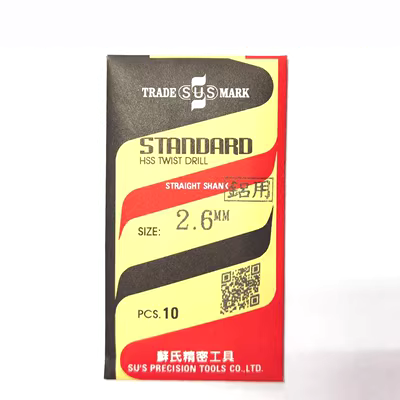 TRADE SUS MARK
STANDARD
HSS TWIST DRILL
STRAIGHT SHANK
鋁用
SIZE: 2.6MM
PCS. 10
蘇氏精密工具
SU'S PRECISION TOOLS CO.,LTD.